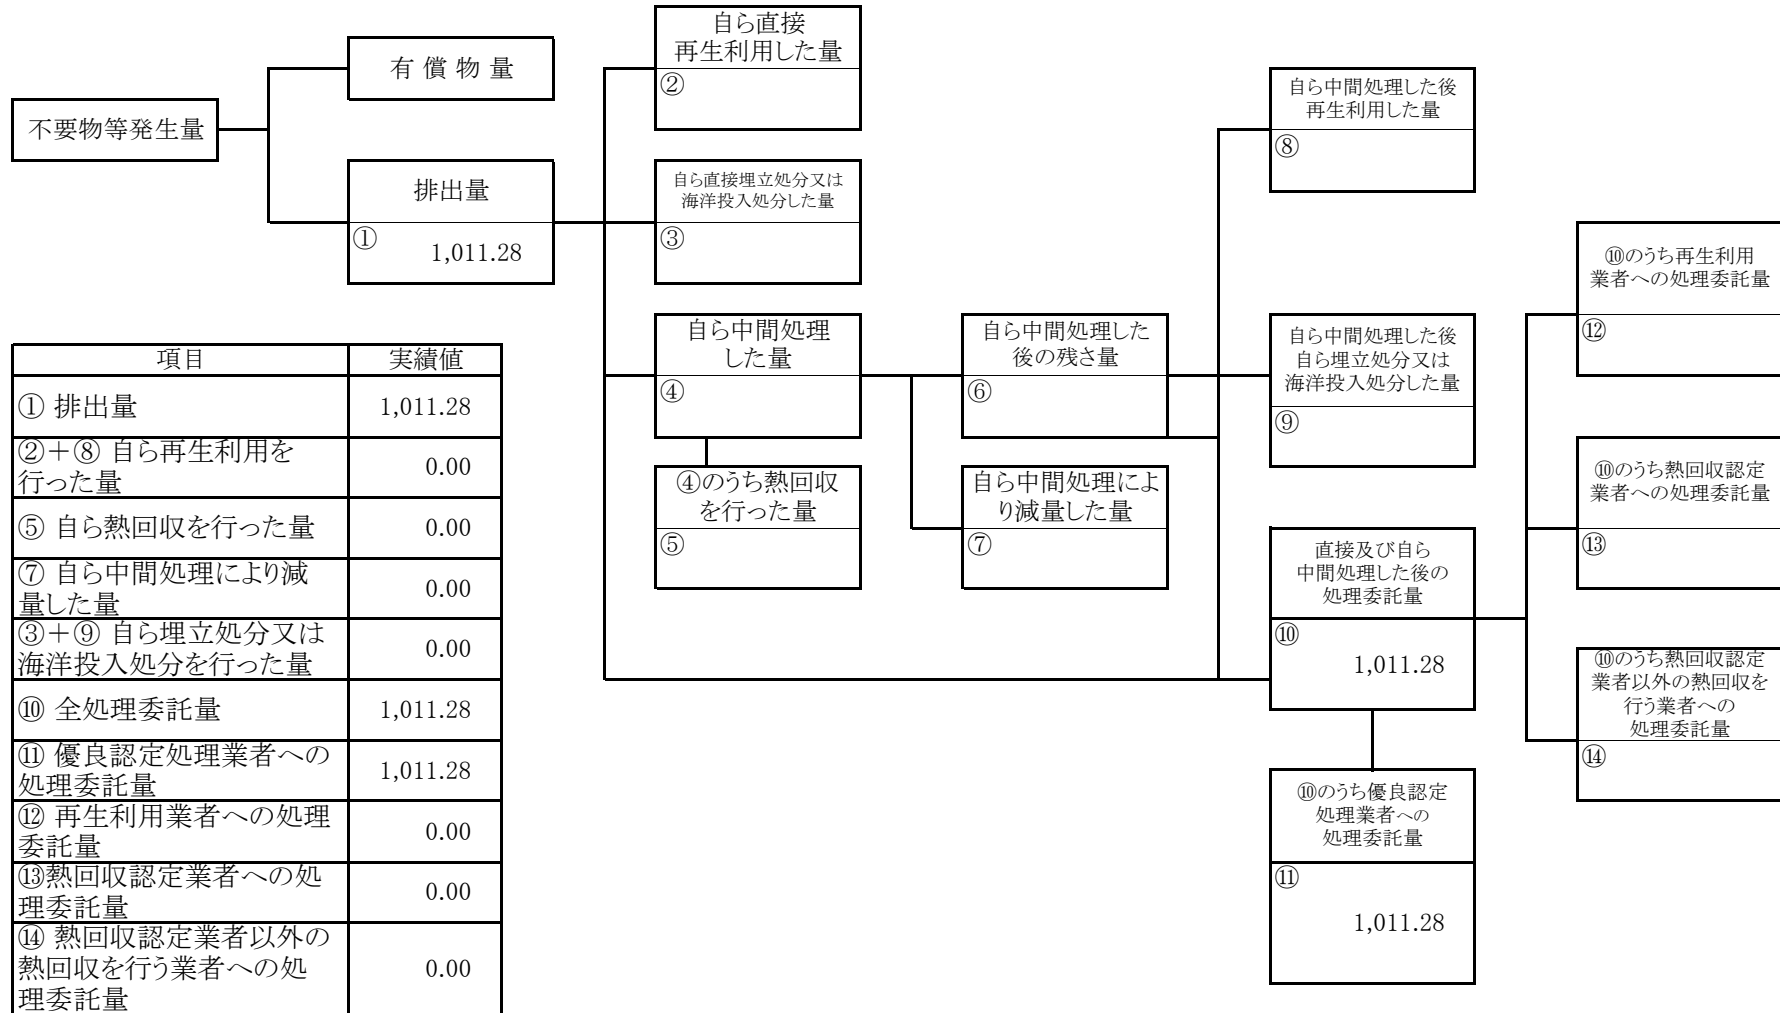 不要物等発生量
有償物量
排出量
①
1,011.28
自ら直接
再生利用した量
②
自ら直接埋立処分又は
海洋投入処分した量
③
自ら中間処理
した量
④
④のうち熱回収
を行った量
⑤
自ら中間処理した
後の残さ量
⑥
自ら中間処理によ
り減量した量
⑦
自ら中間処理した後
再生利用した量
⑧
自ら中間処理した後
自ら埋立処分又は
海洋投入処分した量
⑨
直接及び自ら
中間処理した後の
処理委託量
⑩
1,011.28
⑩のうち優良認定
処理業者への
処理委託量
⑪
1,011.28
⑩のうち再生利用
業者への処理委託量
⑫
⑩のうち熱回収認定
業者への処理委託量
⑬
⑩のうち熱回収認定
業者以外の熱回収を
行う業者への
処理委託量
⑭
項目 実績値
① 排出量 1,011.28
②＋⑧ 自ら再生利用を
行った量 0.00
⑤ 自ら熱回収を行った量 0.00
⑦ 自ら中間処理により減
量した量 0.00
③＋⑨ 自ら埋立処分又は
海洋投入処分を行った量 0.00
⑩ 全処理委託量 1,011.28
⑪ 優良認定処理業者への
処理委託量 1,011.28
⑫ 再生利用業者への処理
委託量 0.00
⑬熱回収認定業者への処
理委託量 0.00
⑭ 熱回収認定業者以外の
熱回収を行う業者への処
理委託量 0.00